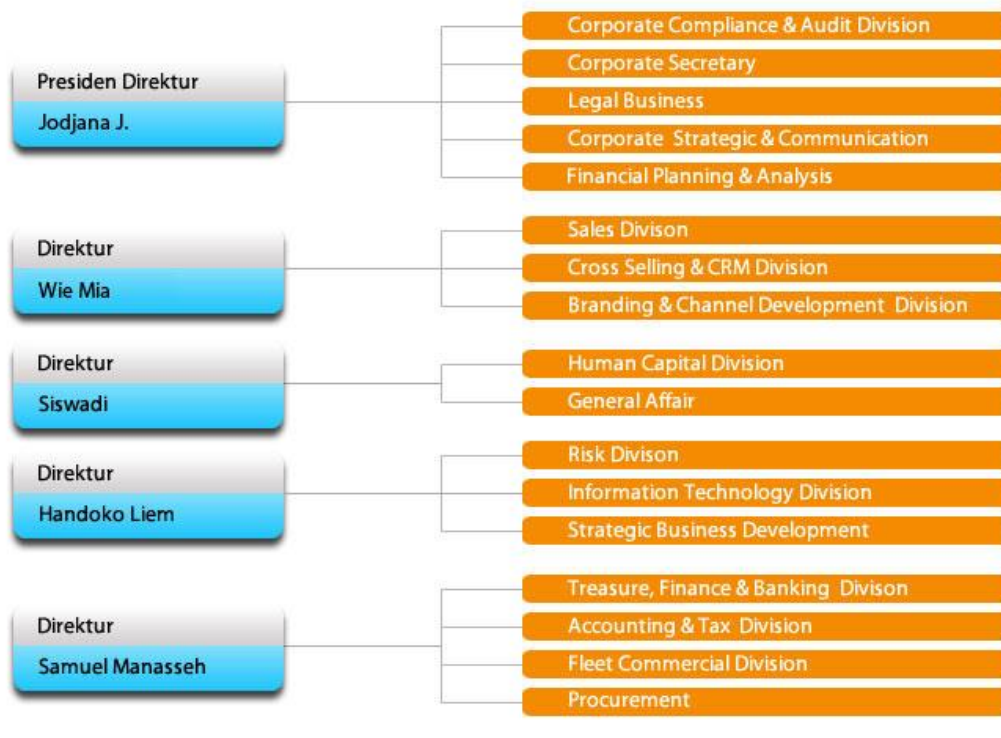 Presiden Direktur
Jodjana J.
Corporate Compliance & Audit Division
Corporate Secretary
Legal Business
Corporate Strategic & Communication
Financial Planning & Analysis
Direktur
Wie Mia
Sales Divison
Cross Selling & CRM Division
Branding & Channel Development Division
Direktur
Siswadi
Human Capital Division
General Affair
Direktur
Handoko Liem
Risk Divison
Information Technology Division
Strategic Business Development
Direktur
Samuel Manasseh
Treasure, Finance & Banking Divison
Accounting & Tax Division
Fleet Commercial Division
Procurement